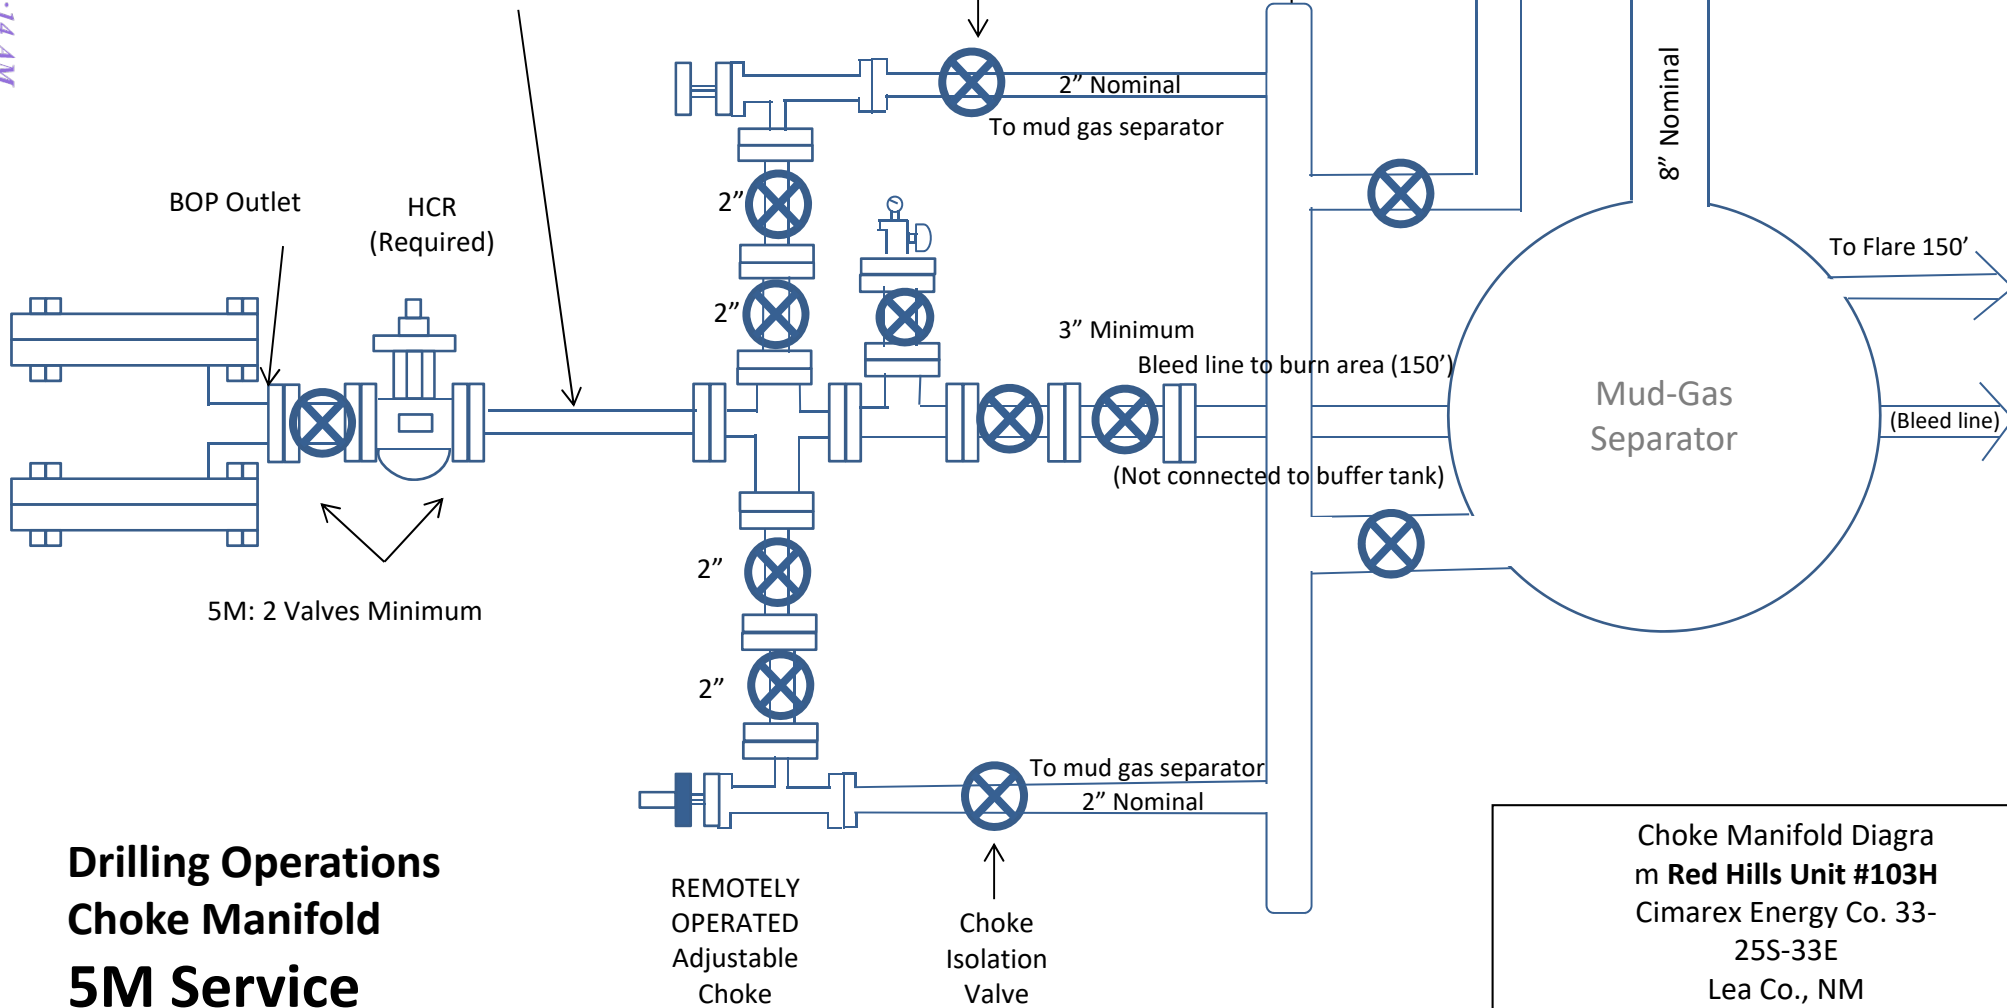 :14 AM
2” Nominal
To mud gas separator
8” Nominal
BOP Outlet
HCR
(Required)
2”
2”
To Flare 150’
3” Minimum
Bleed line to burn area (150’)
Mud-Gas
Separator
(Bleed line)
(Not connected to buffer tank)
2”
5M: 2 Valves Minimum
2”
To mud gas separator
2” Nominal
Drilling Operations
Choke Manifold
5M Service
REMOTELY
OPERATED
Adjustable
Choke
Choke
Isolation
Valve
Choke Manifold Diagra
m Red Hills Unit #103H
Cimarex Energy Co. 33-
25S-33E
Lea Co., NM